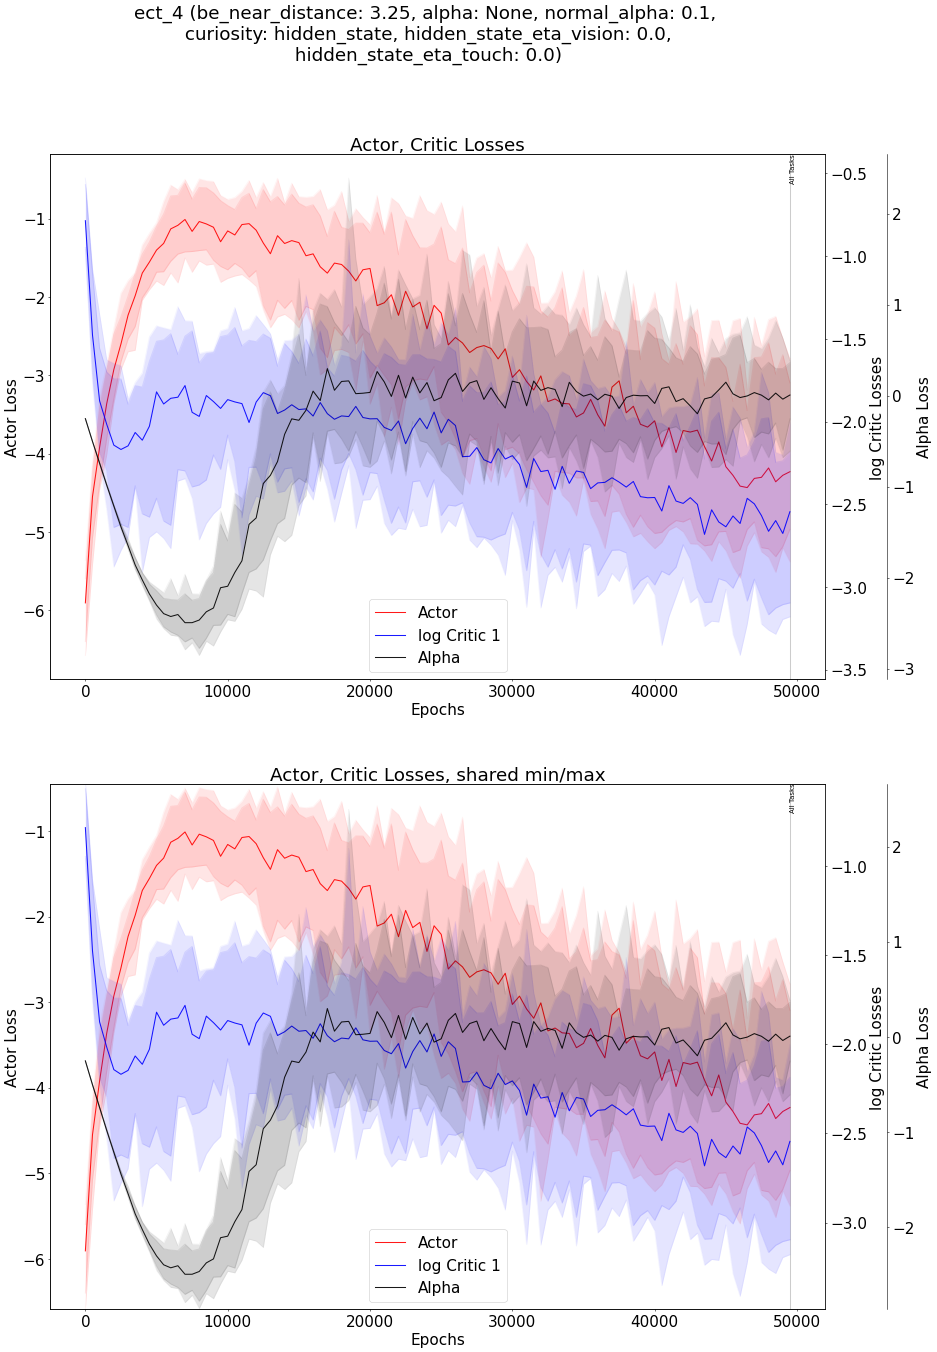 ect_4 (be_near_distance: 3.25, alpha: None, normal_alpha: 0.1,
curiosity: hidden_state, hidden_state_eta_vision: 0.0,
hidden_state_eta_touch: 0.0)
Actor, Critic Losses
Actor Loss
−1
−2
−3
−4
−5
−6
log Critic Losses
−0.5
−1.0
−1.5
−2.0
−2.5
−3.0
−3.5
Alpha Loss
2
1
0
−1
−2
−3
All Tasks
Actor
log Critic 1
Alpha
0 10000 20000 30000 40000 50000
Epochs
Actor, Critic Losses, shared min/max
Actor Loss
−1
−2
−3
−4
−5
−6
log Critic Losses
−1.0
−1.5
−2.0
−2.5
−3.0
Alpha Loss
2
1
0
−1
−2
All Tasks
Actor
log Critic 1
Alpha
0 10000 20000 30000 40000 50000
Epochs